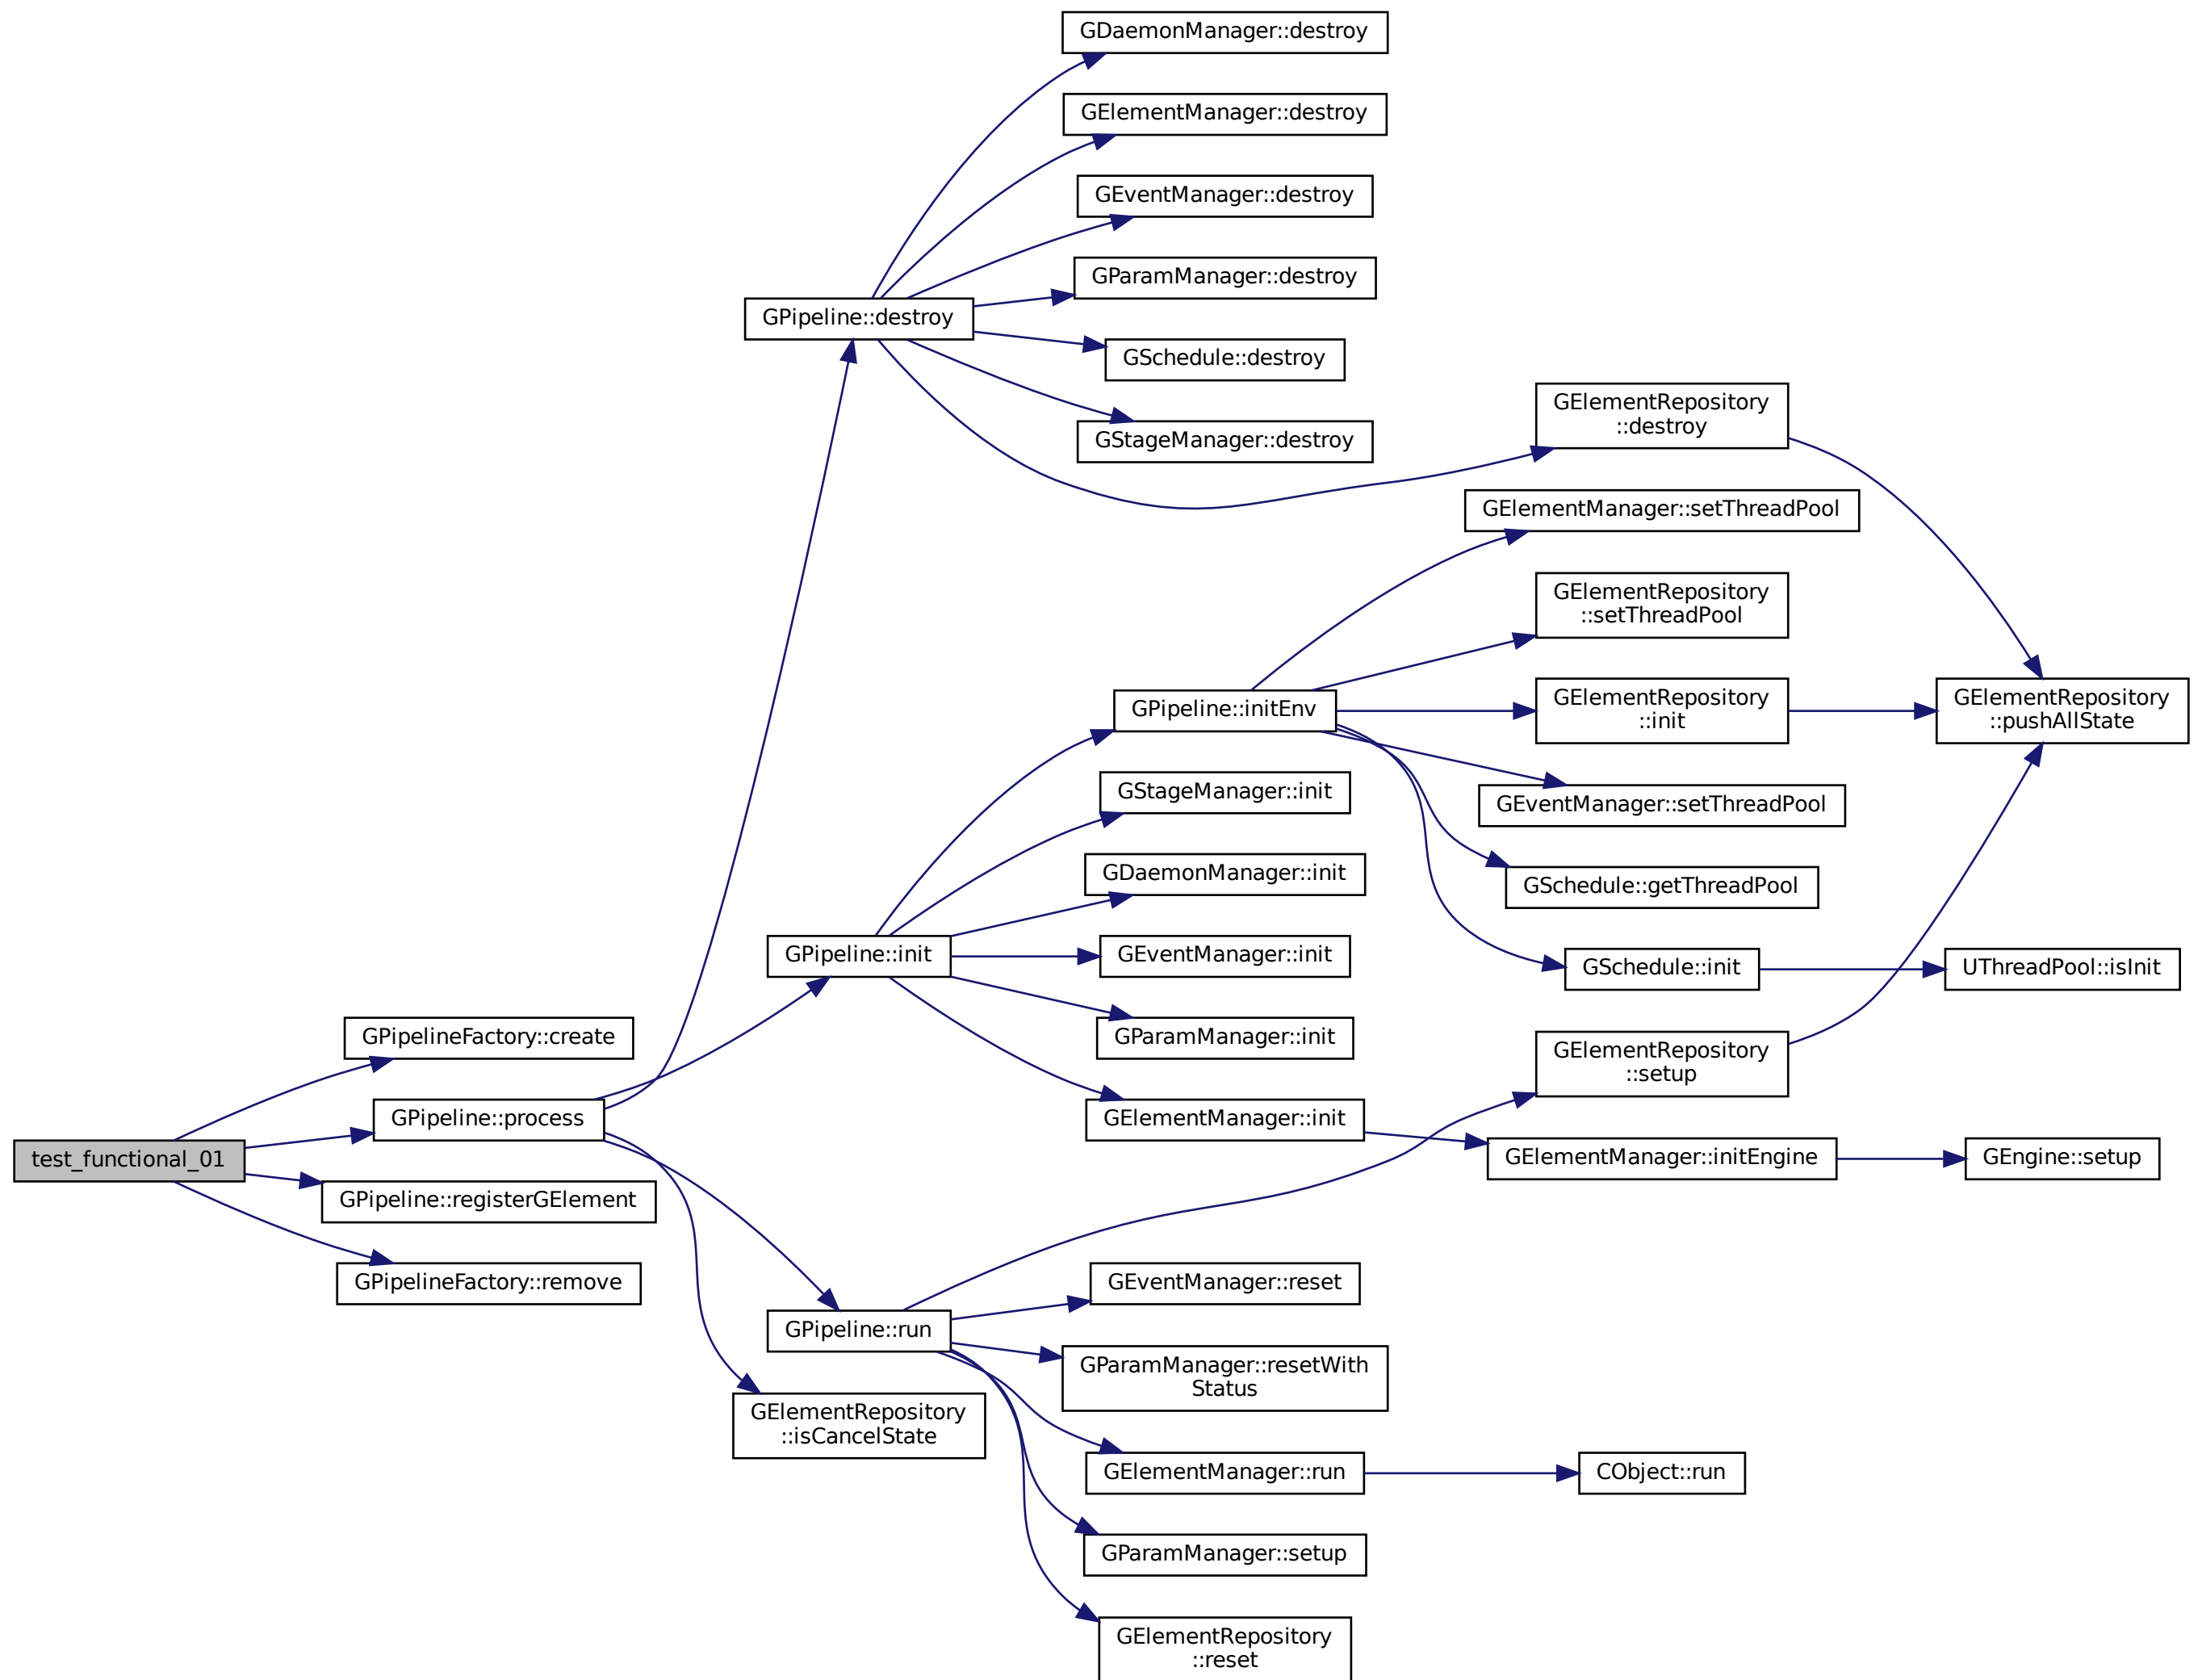 GDaemonManager::destroy
GElementManager::destroy
GEventManager::destroy
GParamManager::destroy
GPipeline::destroy
GSchedule::destroy
GStageManager::destroy
GElementRepository
::destroy
GElementManager::setThreadPool
GElementRepository
::setThreadPool
GPipeline::initEnv
GElementRepository
::init
GElementRepository
::pushAllState
GStageManager::init
GEventManager::setThreadPool
GDaemonManager::init
GSchedule::getThreadPool
GPipeline::init
GEventManager::init
GSchedule::init
UThreadPool::isInit
GPipelineFactory::create
GParamManager::init
GElementRepository
::setup
GPipeline::process
GElementManager::init
test_functional_01
GElementManager::initEngine
GEngine::setup
GPipeline::registerGElement
GPipelineFactory::remove
GEventManager::reset
GPipeline::run
GParamManager::resetWith
Status
GElementRepository
::isCancelState
GElementManager::run
CObject::run
GParamManager::setup
GElementRepository
::reset